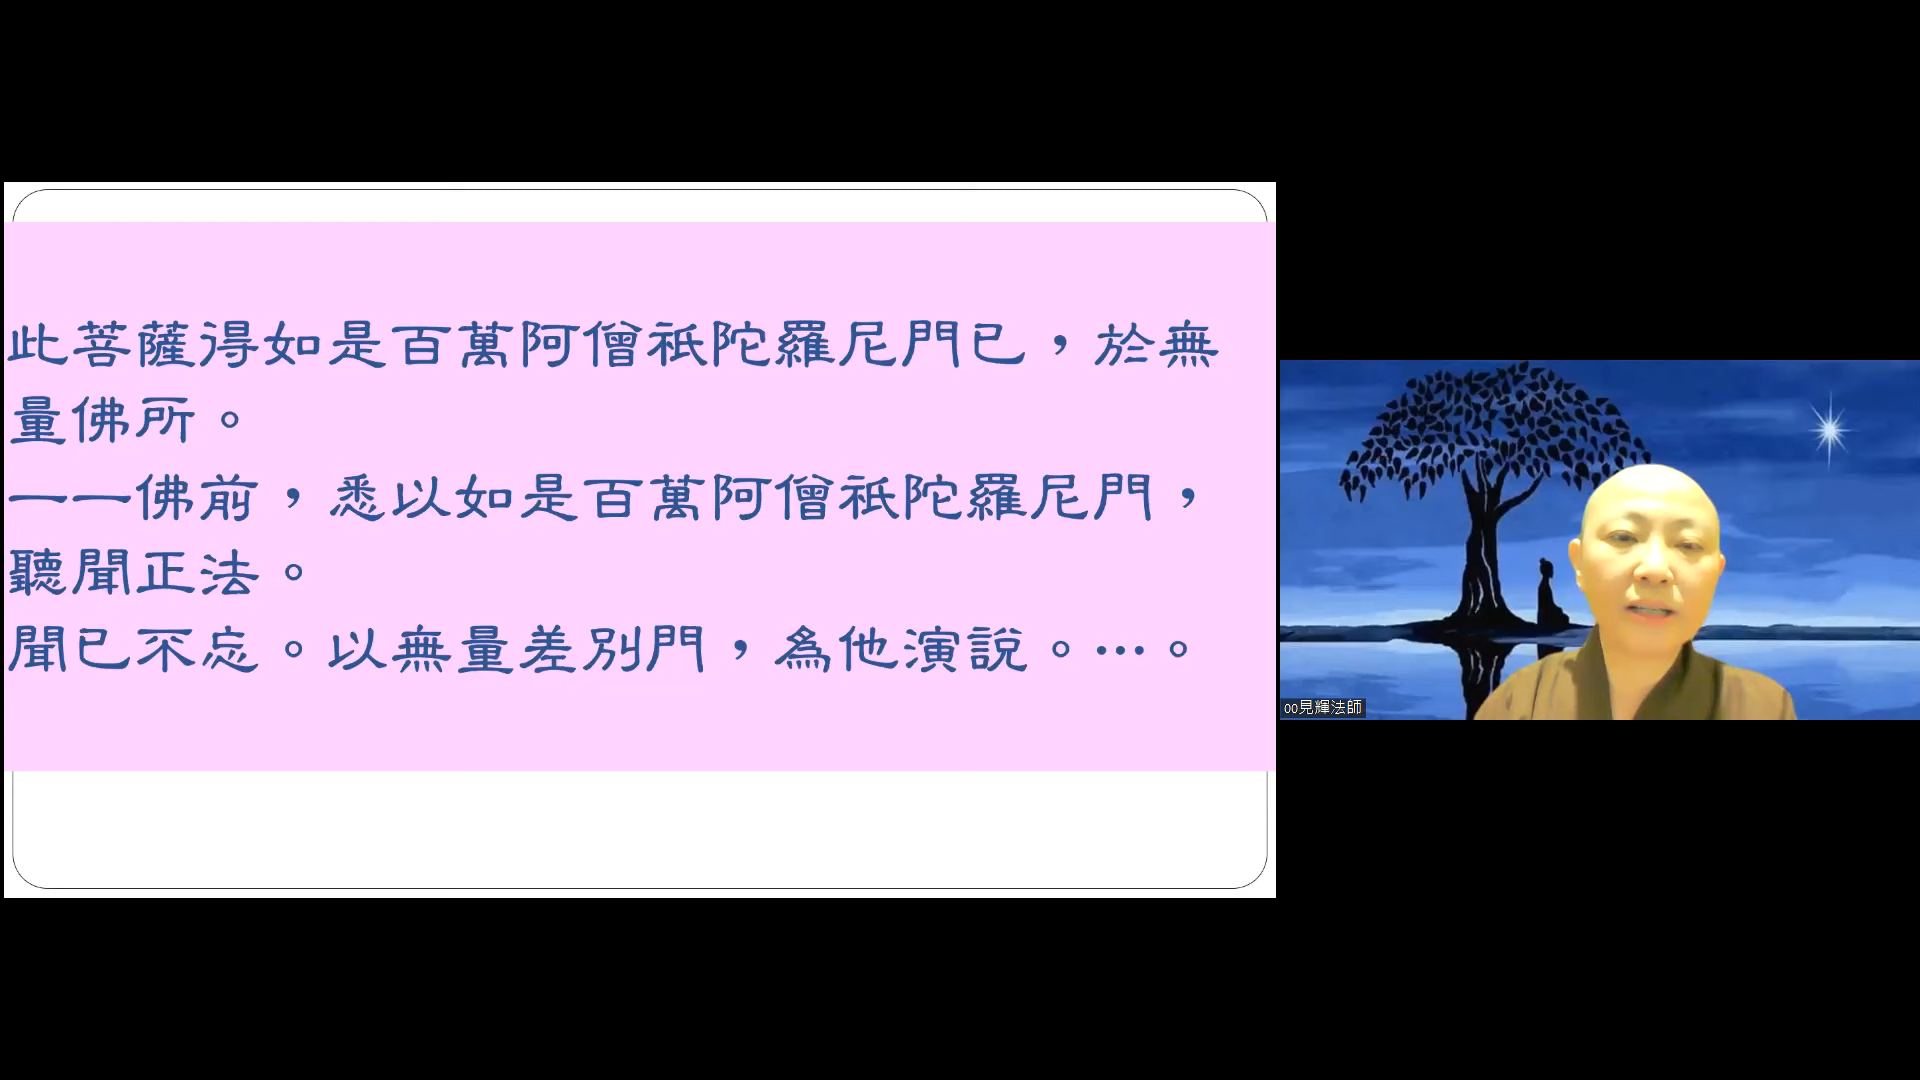 此菩薩得如是百萬阿僧祇陀羅尼門已，於無
量佛所。
一一佛前，悉以如是百萬阿僧祇陀羅尼門，
聽聞正法。
聞已不忘。以無量差別門，為他演說。…。
oo見輝法師